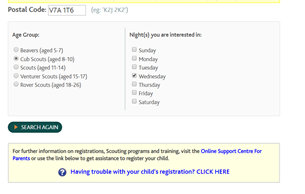 Postal Code: V7A 1T6 (eg: 'K2J 2K2')
Age Group:
Beavers (aged 5-7)
Cub Scouts (aged 8-10)
Scouts (aged 11-14)
Venturer Scouts (aged 15-17)
Rover Scouts (aged 18-26)
Night(s) you are interested in:
Sunday
Monday
Tuesday
Wednesday
Thursday
Friday
Saturday
SEARCH AGAIN
For further information on registrations, Scouting programs and training, visit the Online Support Centre For
Parents or use the link below to get assistance to register your child.
Having trouble with your child's registration? CLICK HERE